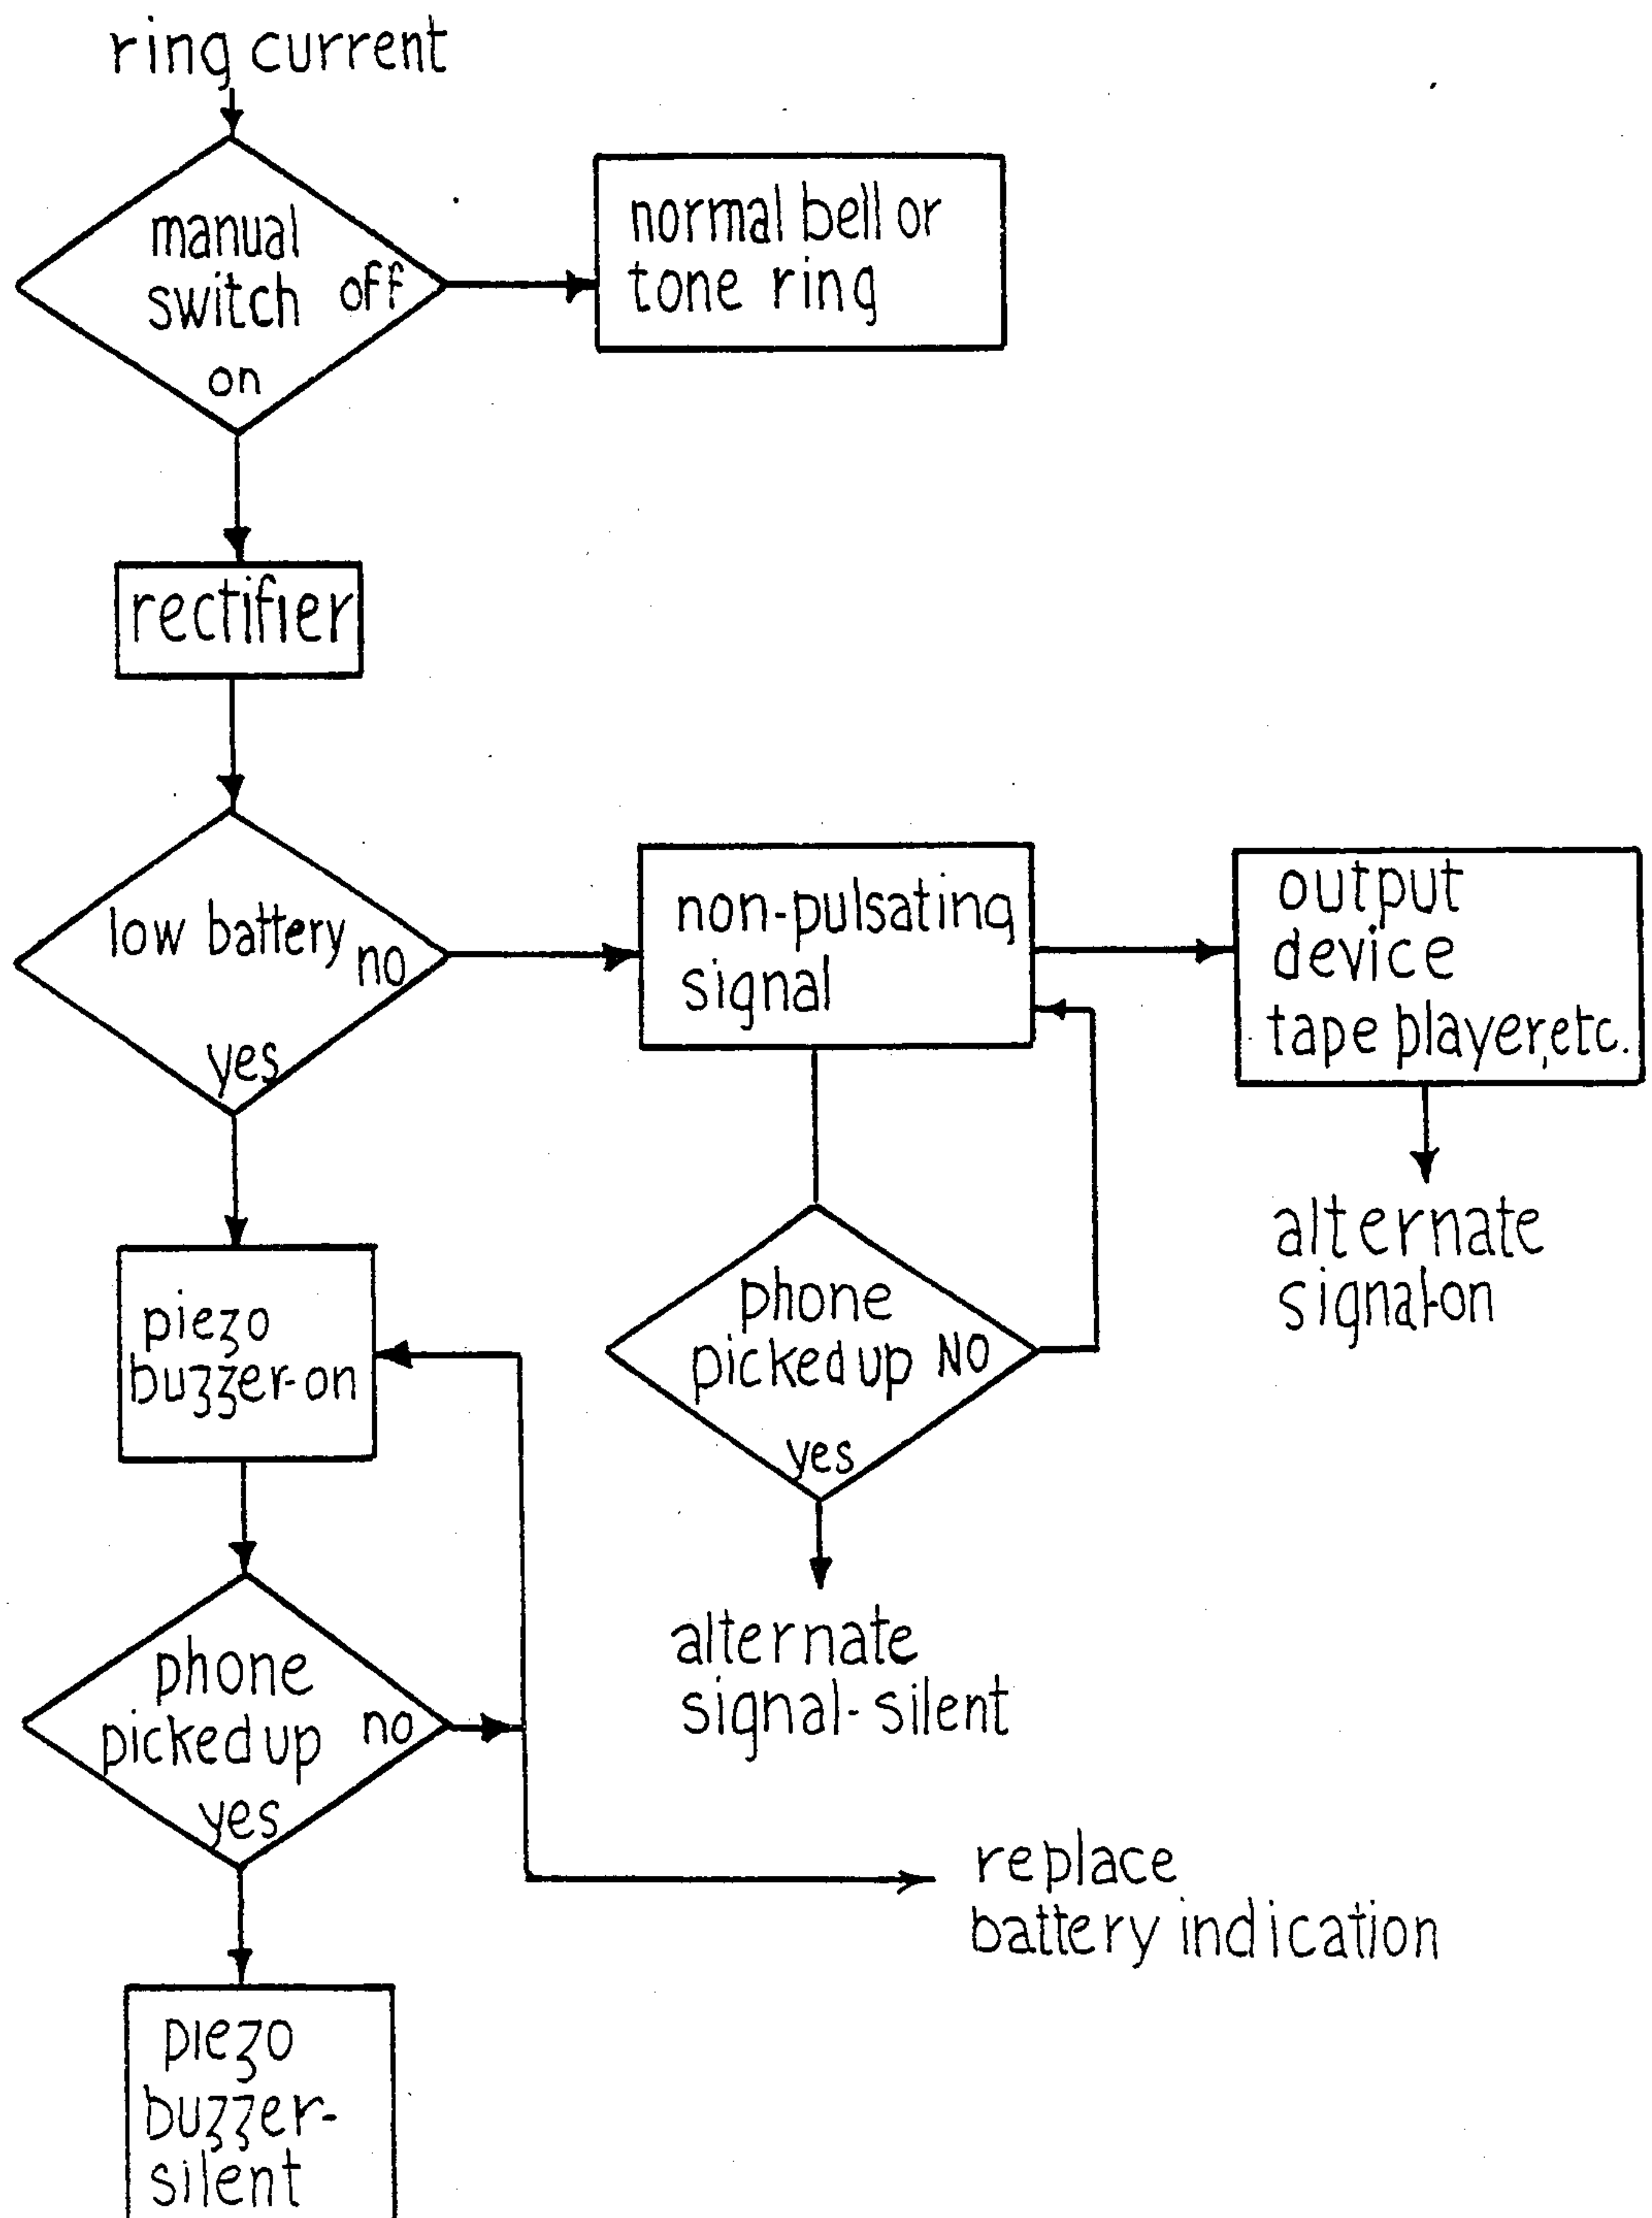 ring current
manual
switch off
on
normal bell or
tone ring
rectifier
low battery
no
yes
non-pulsating
signal
output
device
tape player,etc.
alternate
signal-on
piezo
buzzer-on
phone
picked up NO
yes
alternate
signal-silent
phone
picked up no
yes
replace
battery indication
piezo
buzzer-
silent